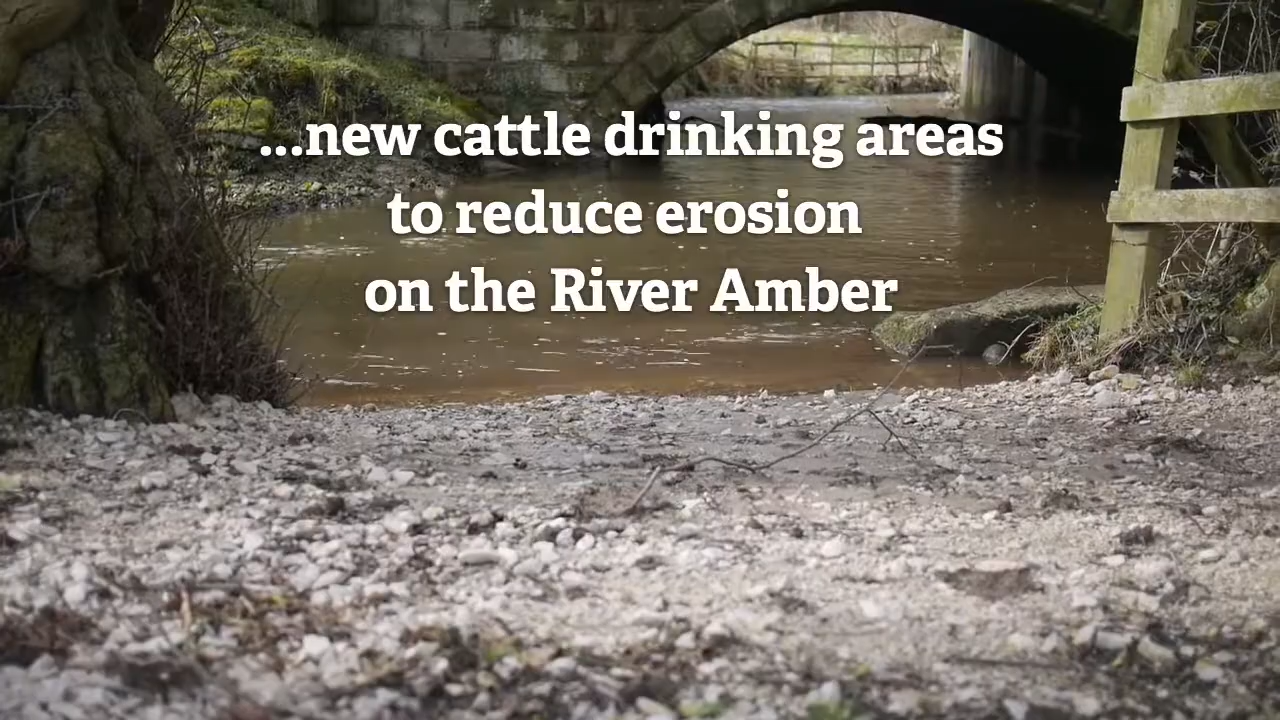 ...new cattle drinking areas
to reduce erosion
on the River Amber